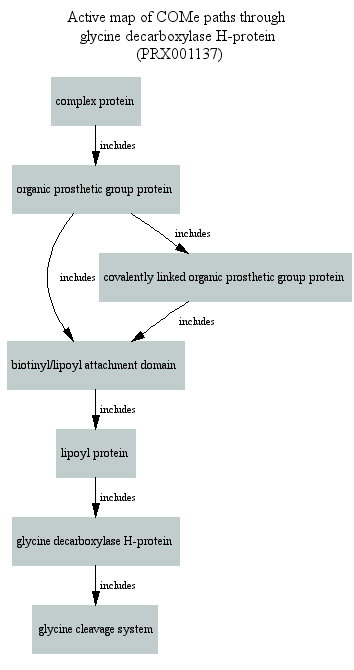 Active map of COMe paths through
glycine decarboxylase H-protein
(PRX001137)
complex protein
includes
organic prosthetic group protein
includes
includes
covalently linked organic prosthetic group protein
includes
biotinyl/lipoyl attachment domain
includes
lipoyl protein
includes
glycine decarboxylase H-protein
includes
glycine cleavage system